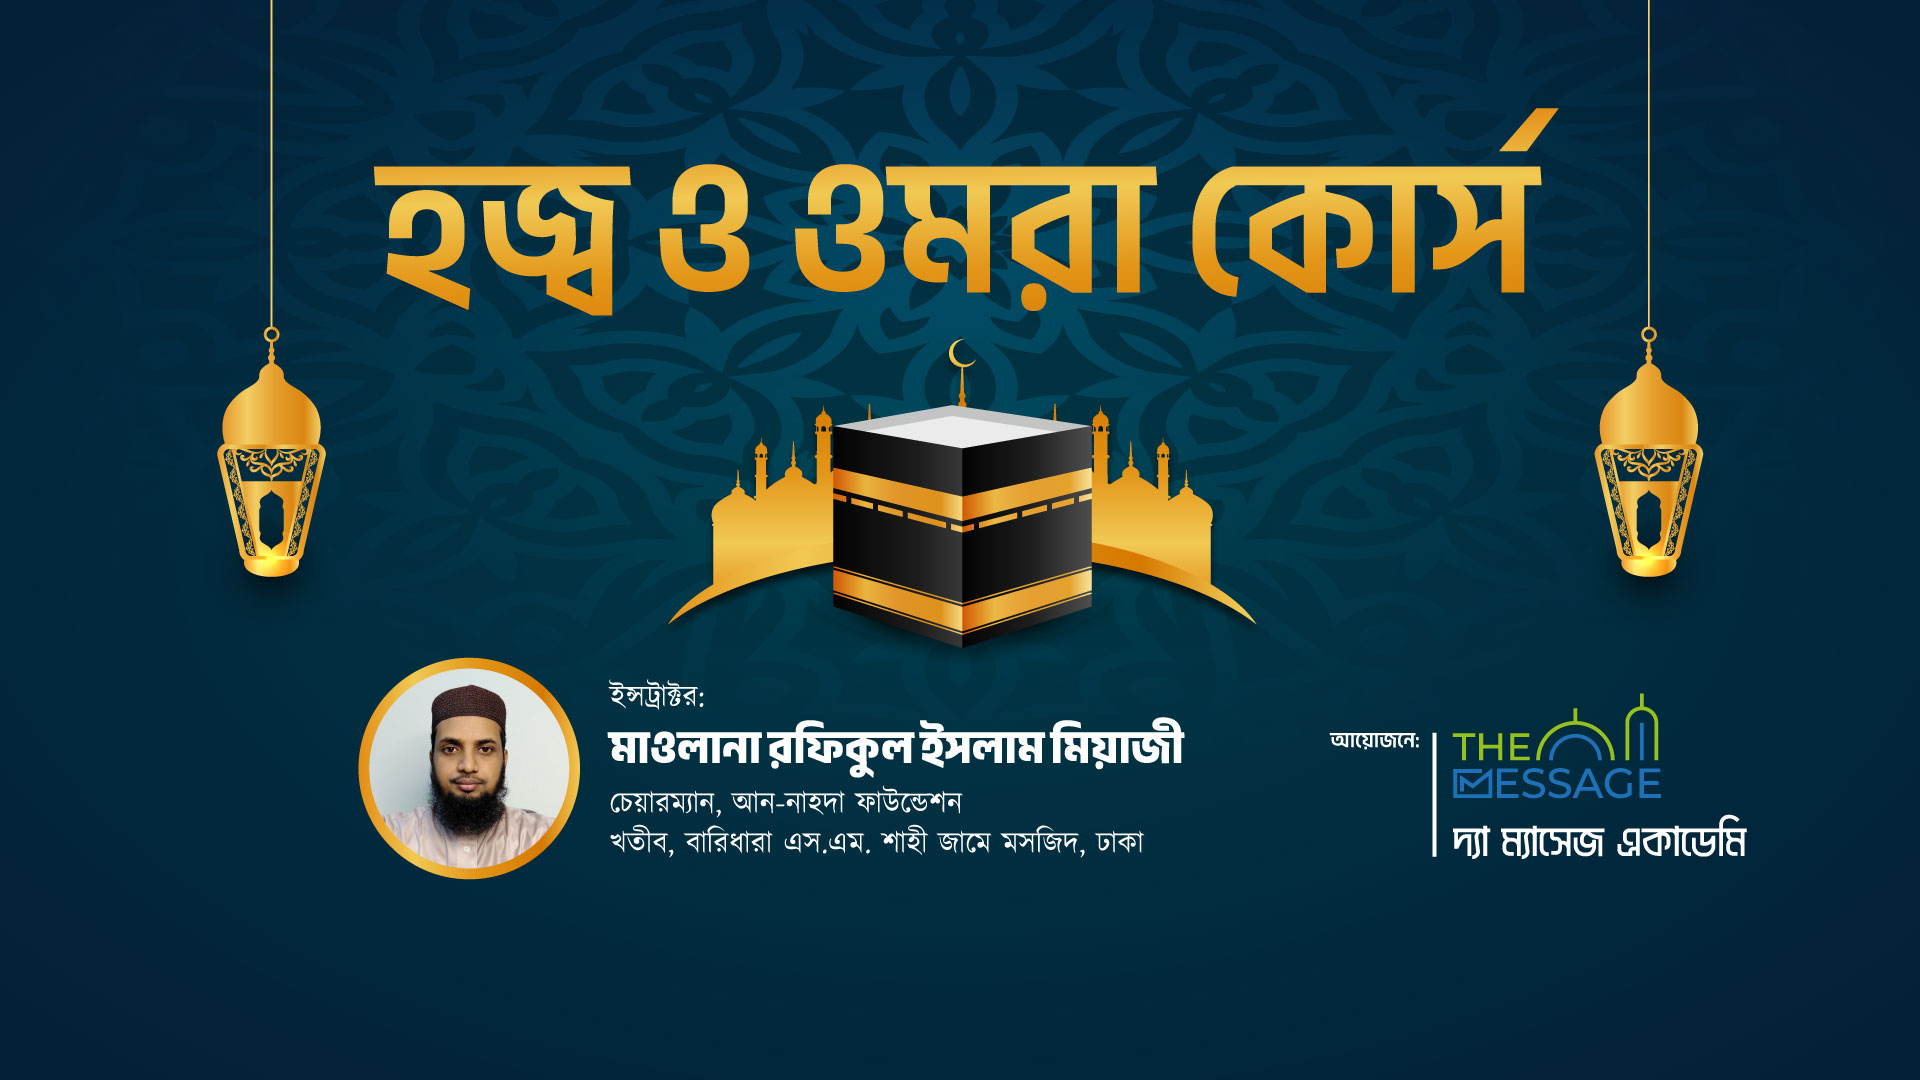 হজ্ব ও ওমরা কোর্স
ইন্সট্রাক্টর:
মাওলানা রফিকুল ইসলাম মিয়াজী
চেয়ারম্যান, আন-নাহদা ফাউন্ডেশন
খতীব, বারিধারা এস.এম. শাহী জামে মসজিদ, ঢাকা
আয়োজনে:
THE
MESSAGE
দ্যা ম্যাসেজ একাডেমি